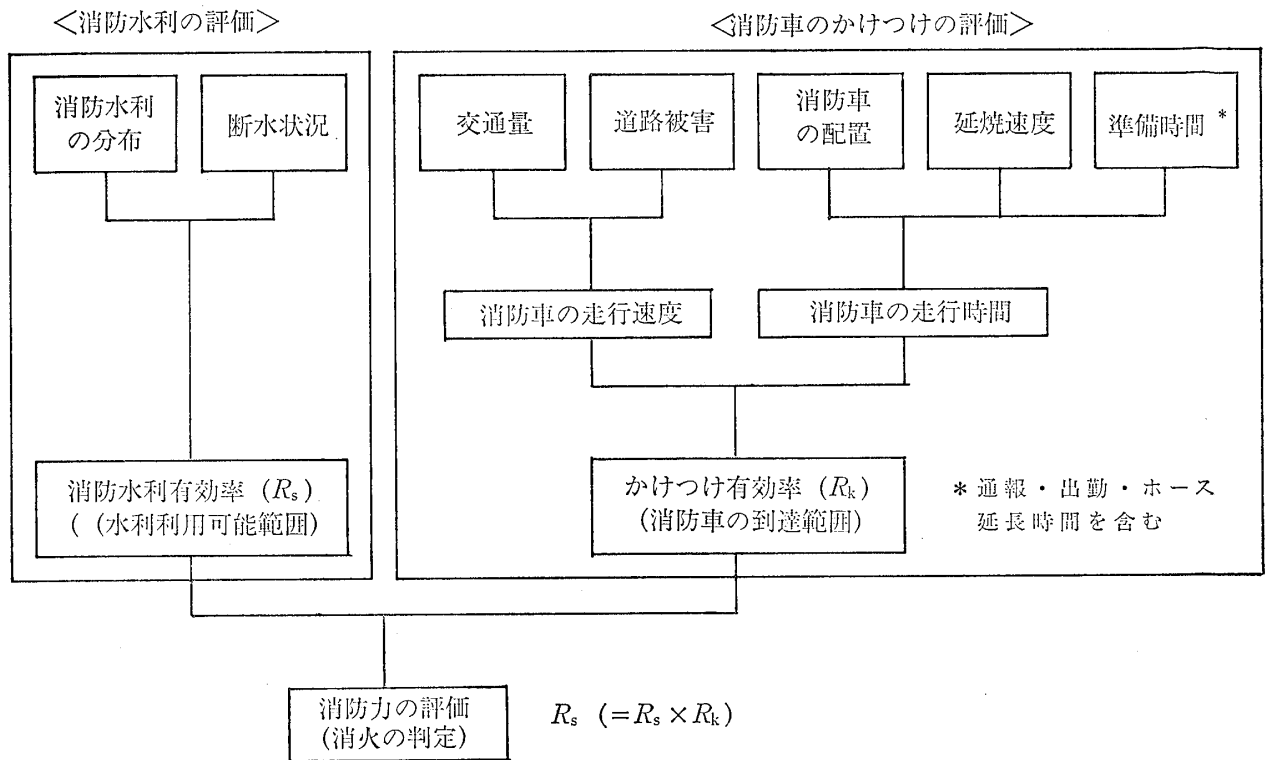 <消防水利の評価>
<消防車のかけつけの評価>
消防水利
の分布
断水状況
交通量
道路被害
消防車
の配置
延焼速度
準備時間 *
消防車の走行速度
消防車の走行時間
消防水利有効率 (Rs)
( (水利利用可能範囲)
かけつけ有効率 (Rk)
(消防車の到達範囲)
* 通報・出勤・ホース
延長時間を含む
消防力の評価
(消火の判定)
Rs (=Rs×Rk)